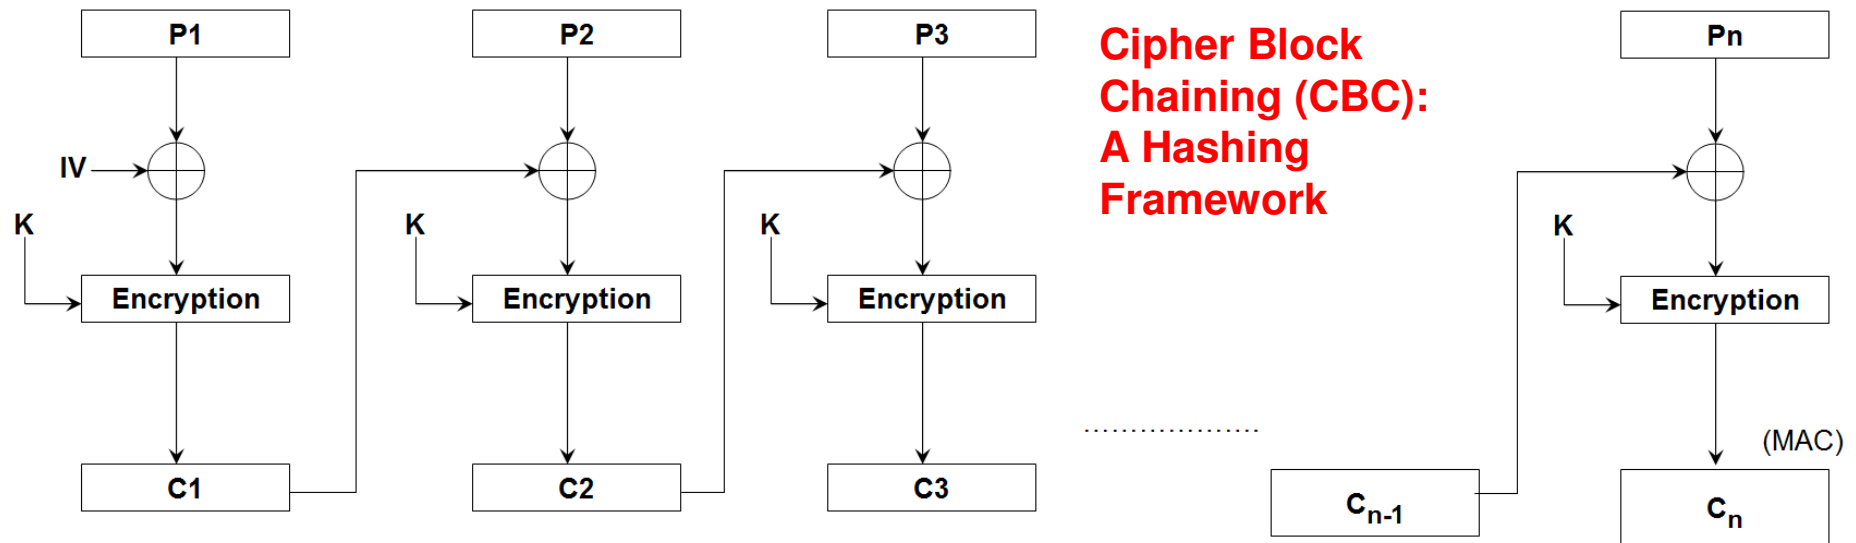 P1 P2 P3 Pn
Cipher Block
Chaining (CBC):
A Hashing
Framework
IV
K K K K
Encryption Encryption Encryption Encryption
...................
(MAC)
C1 C2 C3 Cn-1 Cn